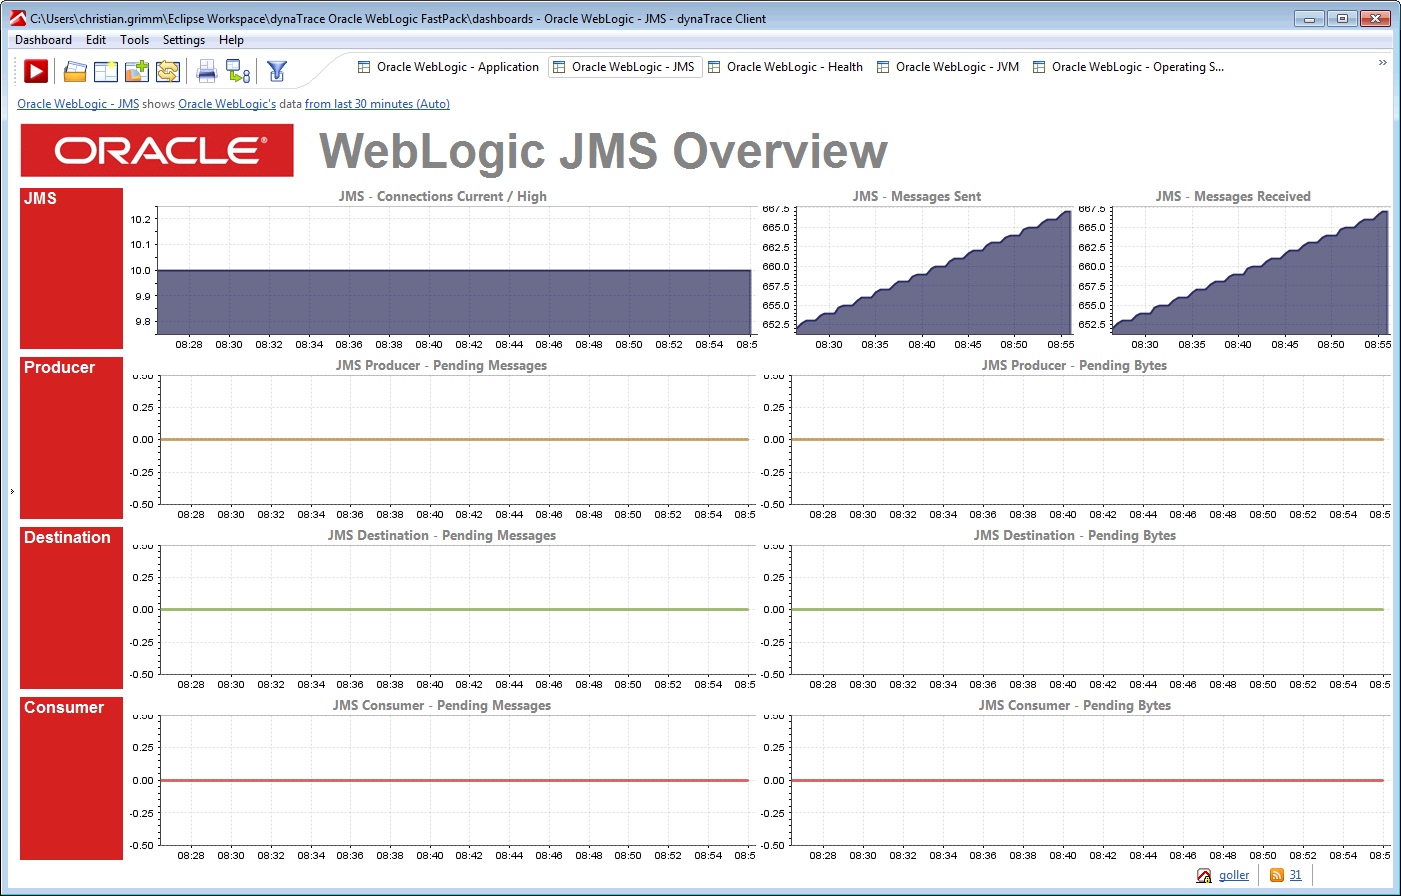 C:\Users\christian.grimm\Eclipse Workspace\dynaTrace Oracle WebLogic FastPack\dashboards - Oracle WebLogic - JMS - dynaTrace Client
Dashboard Edit Tools Settings Help
Oracle WebLogic - Application Oracle WebLogic - JMS Oracle WebLogic - Health Oracle WebLogic - JVM Oracle WebLogic - Operating S...
Oracle WebLogic - JMS shows Oracle WebLogic's data from last 30 minutes (Auto)
ORACLE® WebLogic JMS Overview
JMS JMS - Connections Current / High JMS - Messages Sent JMS - Messages Received
10.2 10.1 10.0 9.9 9.8
667.5 665.0 662.5 660.0 657.5 655.0 652.5
667.5 665.0 662.5 660.0 657.5 655.0 652.5
08:28 08:30 08:32 08:34 08:36 08:38 08:40 08:42 08:44 08:46 08:48 08:50 08:52 08:54 08:5
08:30 08:35 08:40 08:45 08:50 08:55
08:30 08:35 08:40 08:45 08:50 08:55
Producer JMS Producer - Pending Messages JMS Producer - Pending Bytes
0.50 0.25 0.00 -0.25 -0.50
0.50 0.25 0.00 -0.25 -0.50
08:28 08:30 08:32 08:34 08:36 08:38 08:40 08:42 08:44 08:46 08:48 08:50 08:52 08:54 08:5
08:28 08:30 08:32 08:34 08:36 08:38 08:40 08:42 08:44 08:46 08:48 08:50 08:52 08:54 08:5
Destination JMS Destination - Pending Messages JMS Destination - Pending Bytes
0.50 0.25 0.00 -0.25 -0.50
0.50 0.25 0.00 -0.25 -0.50
08:28 08:30 08:32 08:34 08:36 08:38 08:40 08:42 08:44 08:46 08:48 08:50 08:52 08:54 08:5
08:28 08:30 08:32 08:34 08:36 08:38 08:40 08:42 08:44 08:46 08:48 08:50 08:52 08:54 08:5
Consumer JMS Consumer - Pending Messages JMS Consumer - Pending Bytes
0.50 0.25 0.00 -0.25 -0.50
0.50 0.25 0.00 -0.25 -0.50
08:28 08:30 08:32 08:34 08:36 08:38 08:40 08:42 08:44 08:46 08:48 08:50 08:52 08:54 08:5
08:28 08:30 08:32 08:34 08:36 08:38 08:40 08:42 08:44 08:46 08:48 08:50 08:52 08:54 08:5
goller 31